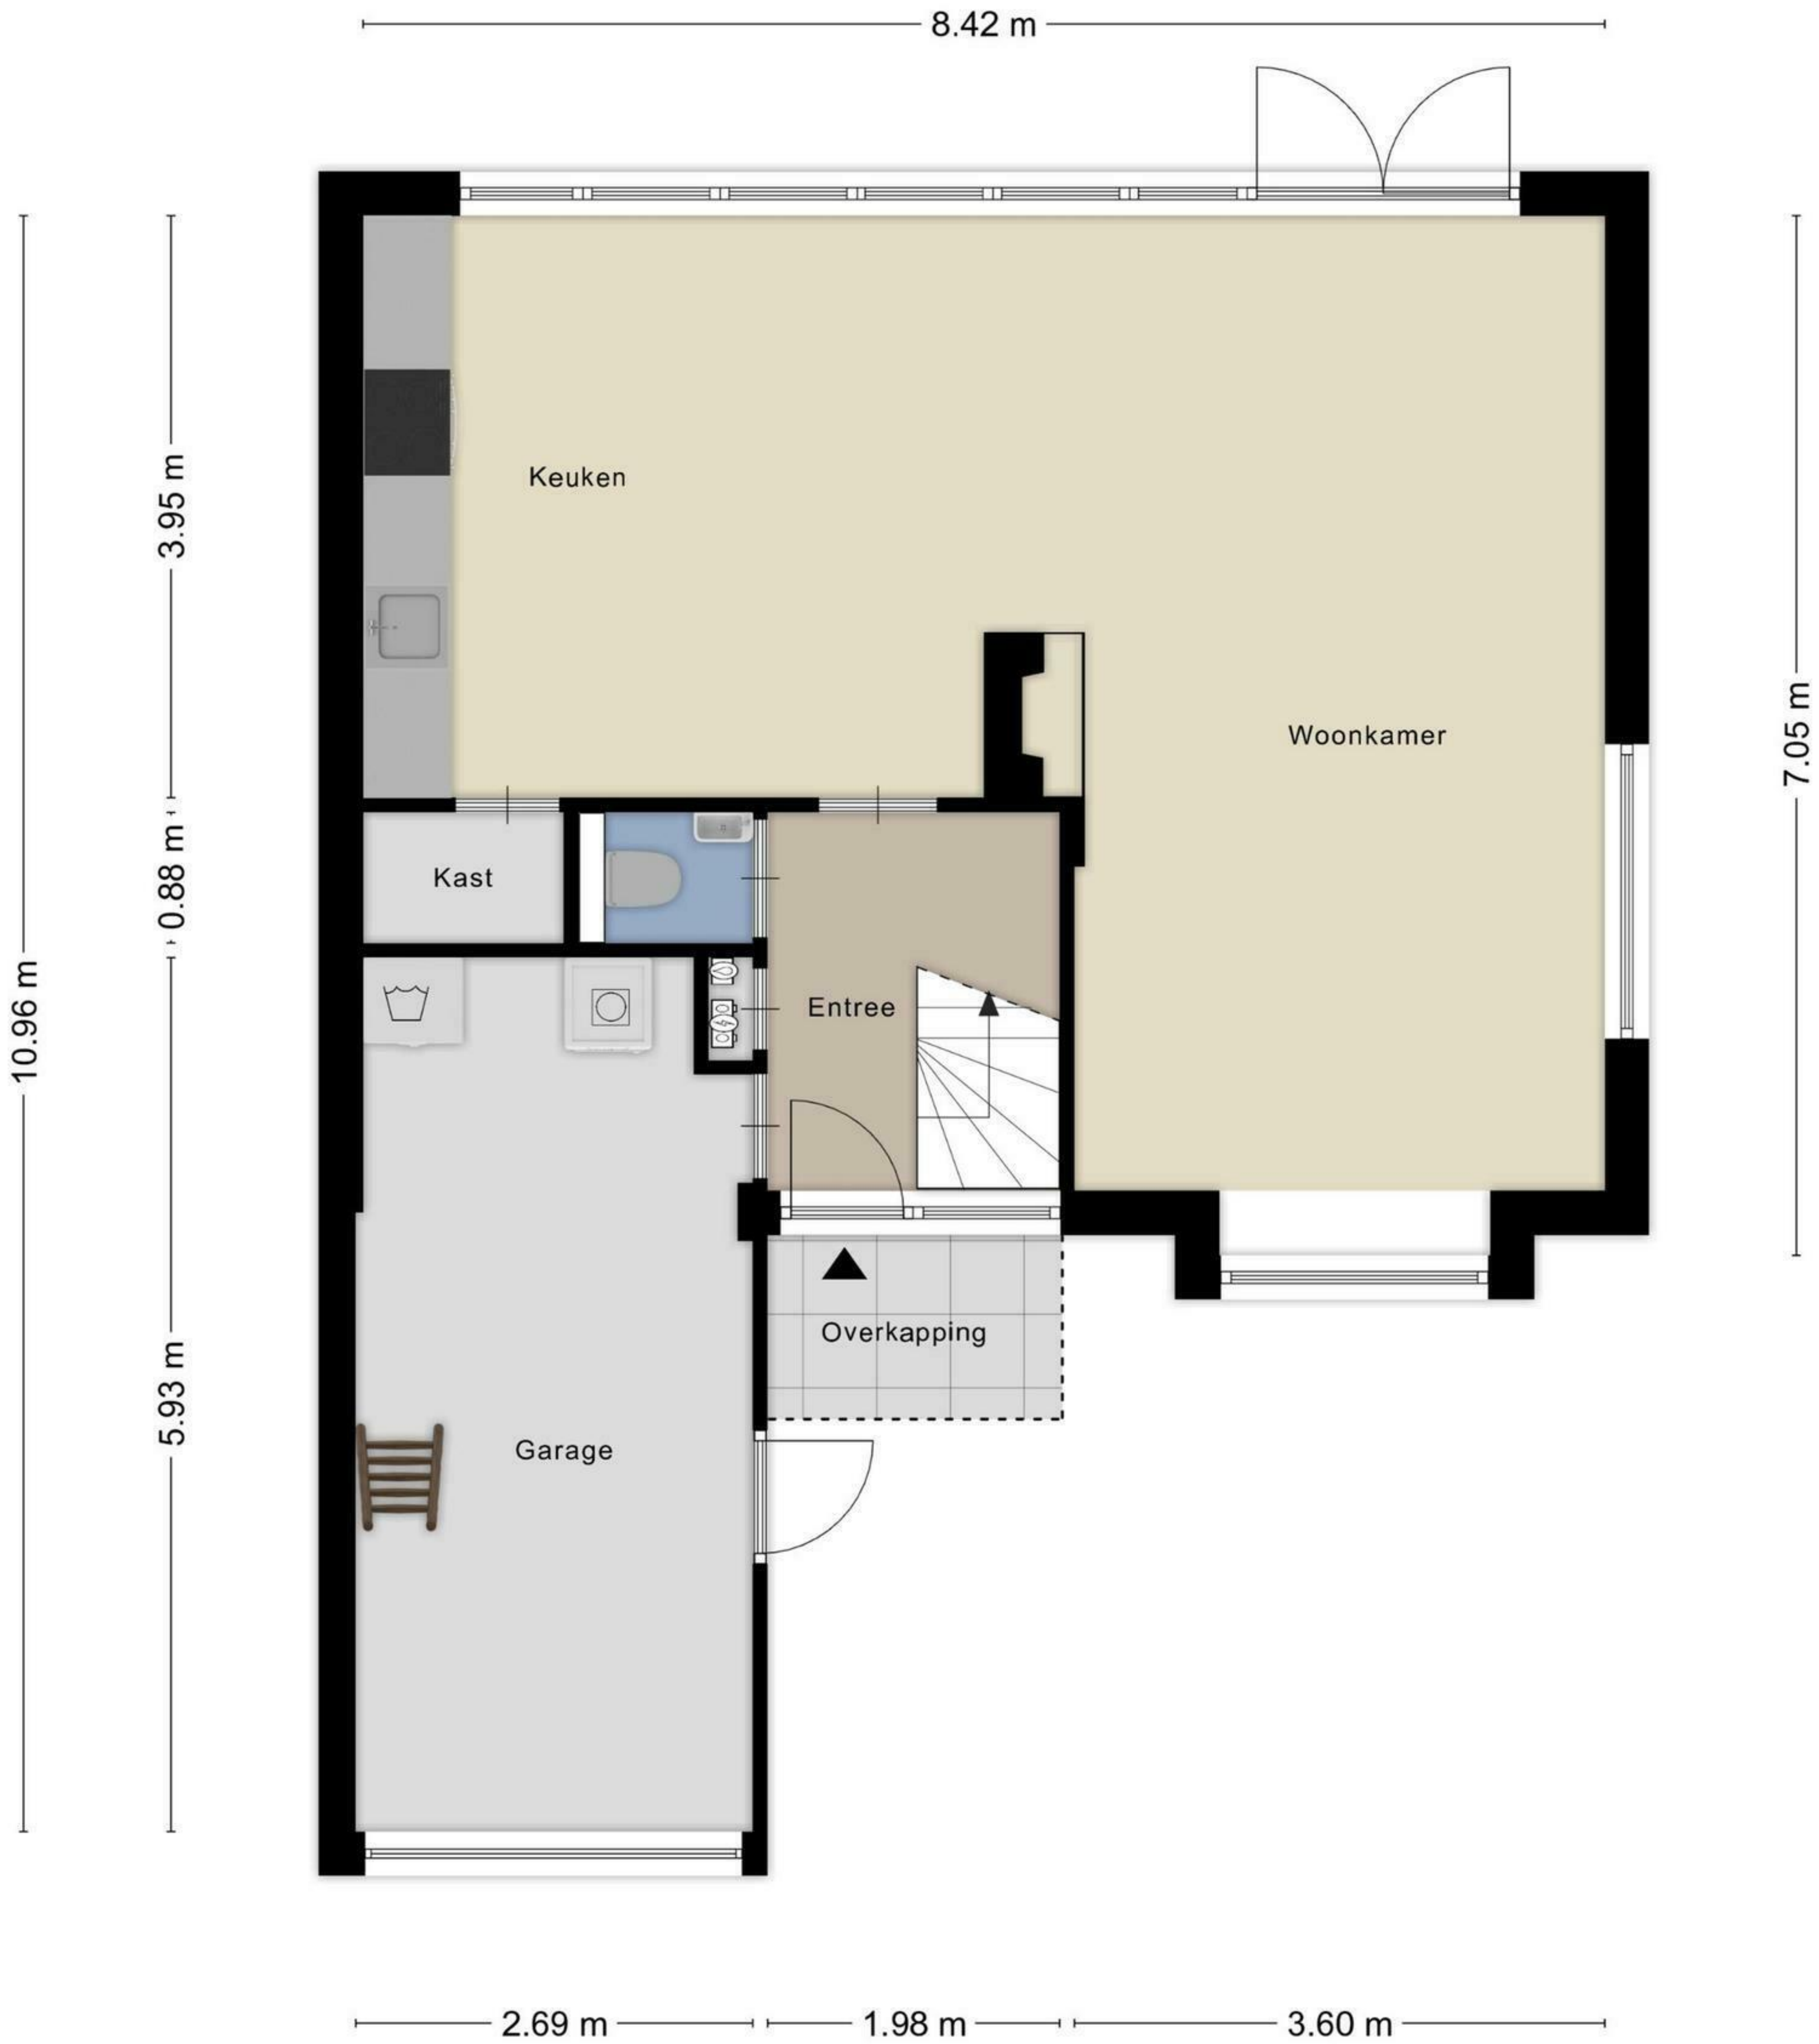 8.42 m
Keuken
3.95 m
Woonkamer
7.05 m
0.88 m
Kast
10.96 m
Entree
Overkapping
5.93 m
Garage
2.69 m
1.98 m
3.60 m